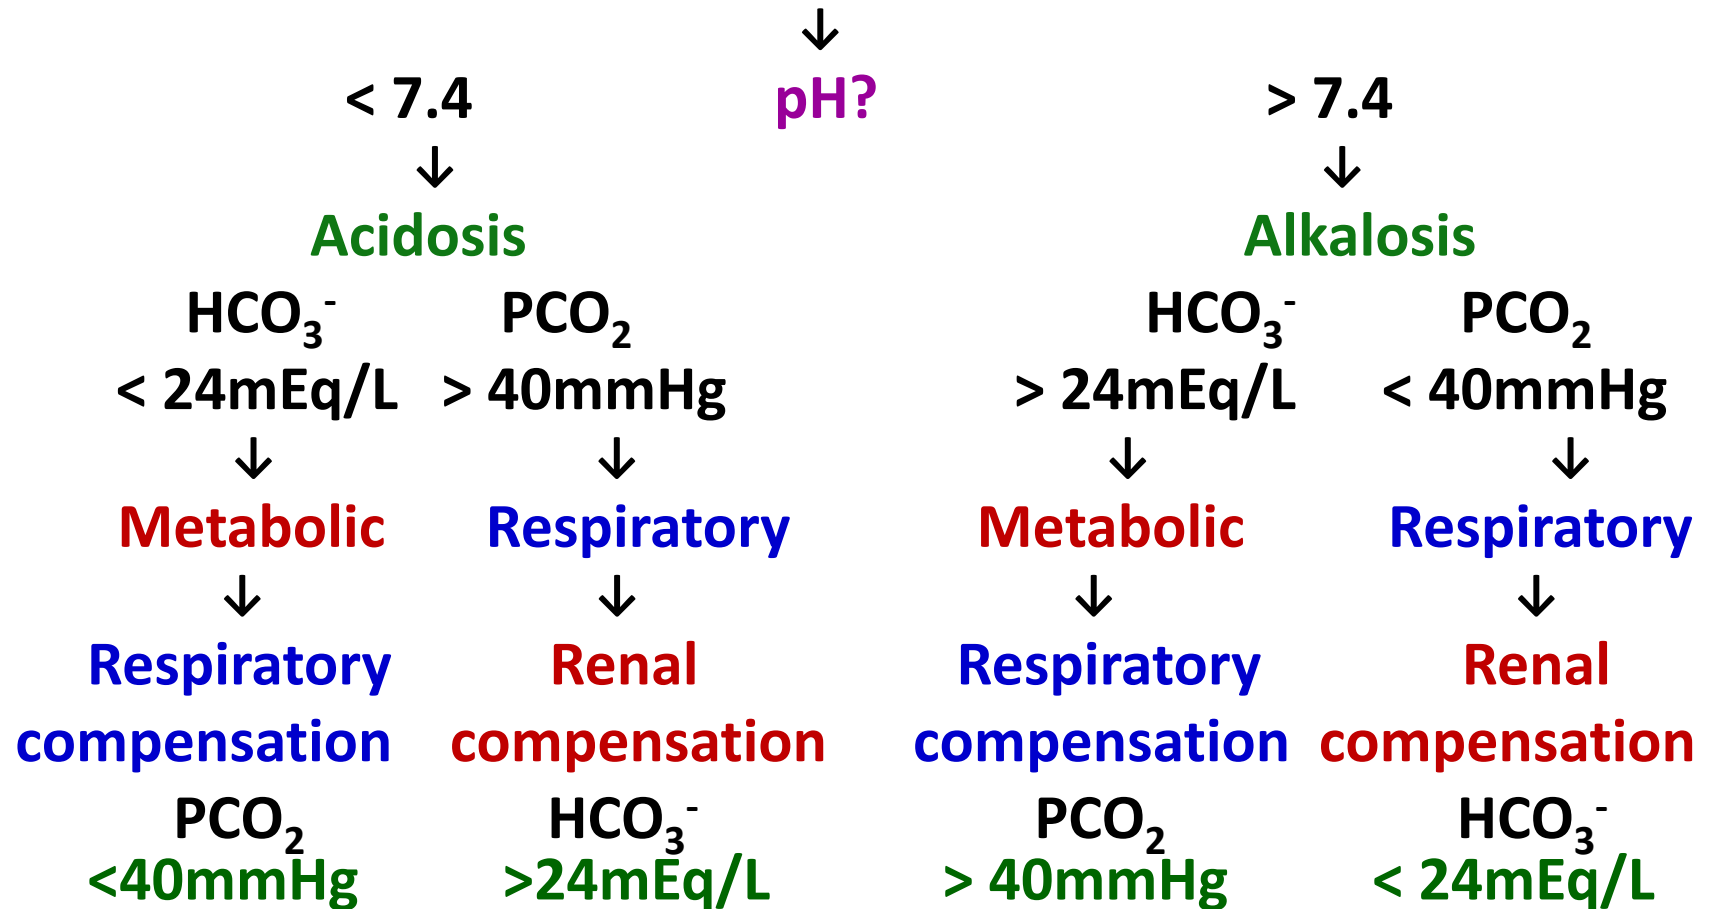 ↓
< 7.4 pH? > 7.4
↓ ↓
Acidosis Alkalosis
HCO₃⁻ PCO₂ HCO₃⁻ PCO₂
< 24mEq/L > 40mmHg > 24mEq/L < 40mmHg
↓ ↓ ↓ ↓
Metabolic Respiratory Metabolic Respiratory
↓ ↓ ↓ ↓
Respiratory Renal Respiratory Renal
compensation compensation compensation compensation
PCO₂ HCO₃⁻ PCO₂ HCO₃⁻
<40mmHg >24mEq/L > 40mmHg < 24mEq/L